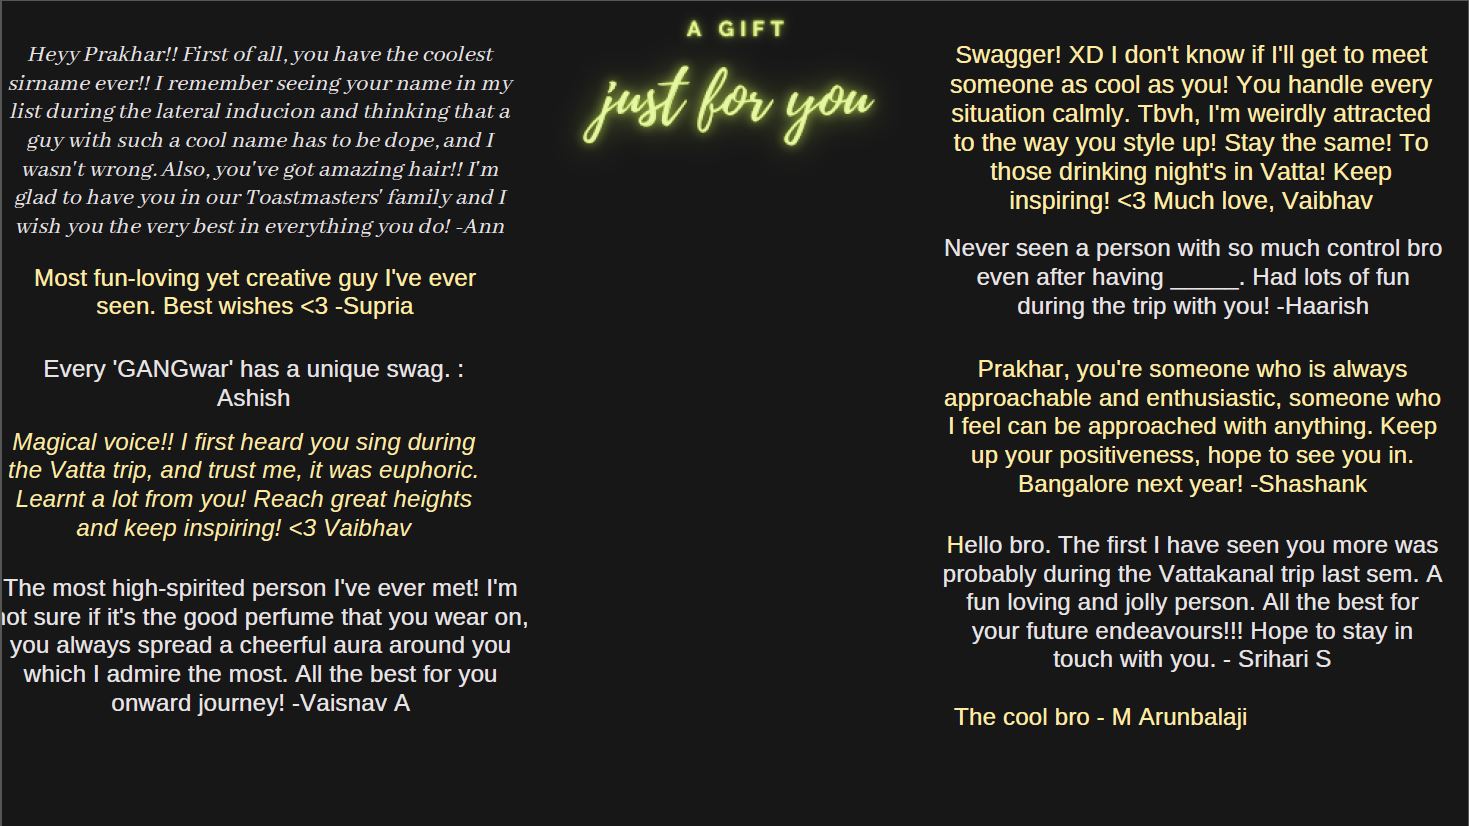 A GIFT
just for you
Heyy Prakhar!! First of all, you have the coolest
sirname ever!! I remember seeing your name in my
list during the lateral inducion and thinking that a
guy with such a cool name has to be dope, and I
wasn't wrong. Also, you've got amazing hair!! I'm
glad to have you in our Toastmasters' family and I
wish you the very best in everything you do! -Ann
Most fun-loving yet creative guy I've ever
seen. Best wishes <3 -Supria
Every 'GANGwar' has a unique swag. :
Ashish
Magical voice!! I first heard you sing during
the Vatta trip, and trust me, it was euphoric.
Learnt a lot from you! Reach great heights
and keep inspiring! <3 Vaibhav
The most high-spirited person I've ever met! I'm
not sure if it's the good perfume that you wear on,
you always spread a cheerful aura around you
which I admire the most. All the best for you
onward journey! -Vaisnav A
Swagger! XD I don't know if I'll get to meet
someone as cool as you! You handle every
situation calmly. Tbvh, I'm weirdly attracted
to the way you style up! Stay the same! To
those drinking night's in Vatta! Keep
inspiring! <3 Much love, Vaibhav
Never seen a person with so much control bro
even after having _____. Had lots of fun
during the trip with you! -Haarish
Prakhar, you're someone who is always
approachable and enthusiastic, someone who
I feel can be approached with anything. Keep
up your positiveness, hope to see you in.
Bangalore next year! -Shashank
Hello bro. The first I have seen you more was
probably during the Vattakanal trip last sem. A
fun loving and jolly person. All the best for
your future endeavours!!! Hope to stay in
touch with you. - Srihari S
The cool bro - M Arunbalaji